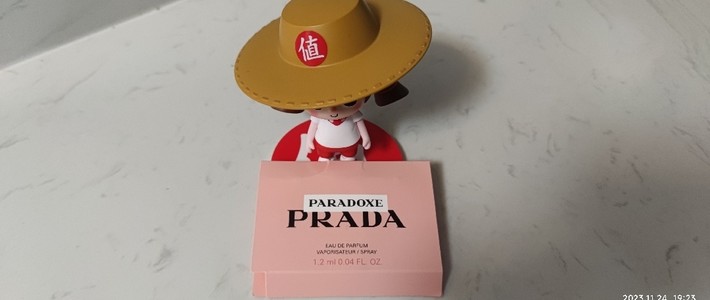 値
PARADOXE
PRADA
EAU DE PARFUM
VAPORISATEUR / SPRAY
1.2 ml 0.04 FL. OZ.
2023.11.24 19:23